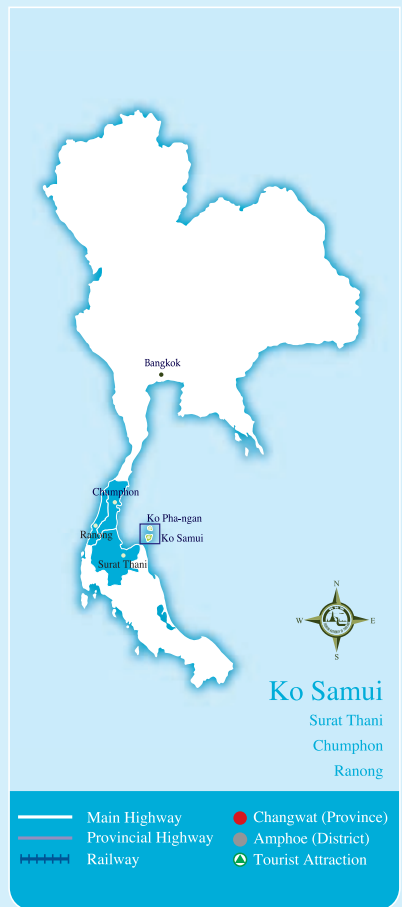 Bangkok
Chumphon
Ko Pha-ngan
Ranong
Ko Samui
Surat Thani
N
W
E
S
Ko Samui
Surat Thani
Chumphon
Ranong
Main Highway
Changwat (Province)
Provincial Highway
Amphoe (District)
Railway
Tourist Attraction